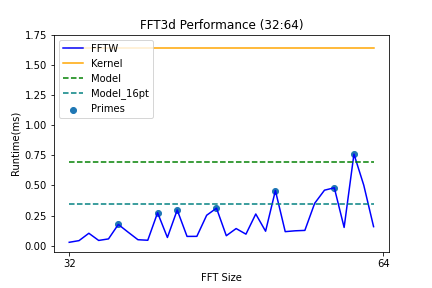 FFT3d Performance (32:64)
1.75
1.50
1.25
1.00
0.75
0.50
0.25
0.00
Runtime(ms)
FFTW
Kernel
Model
Model_16pt
Primes
32
64
FFT Size